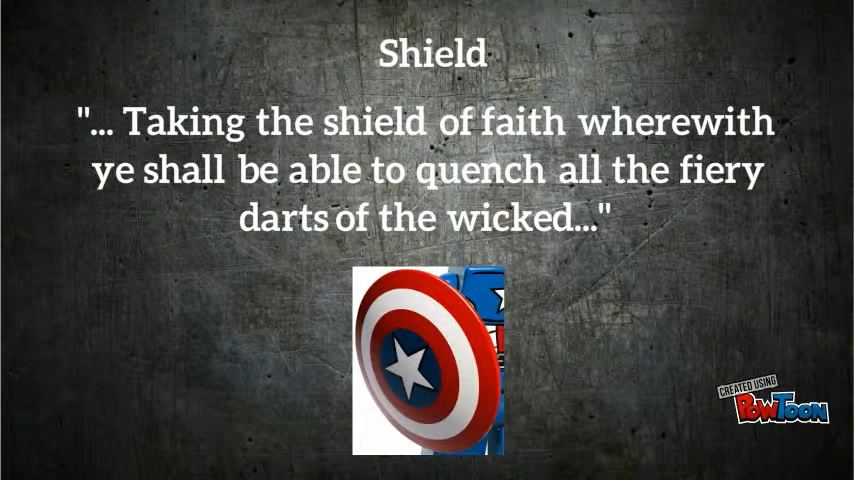 Shield
"... Taking the shield of faith wherewith
ye shall be able to quench all the fiery
darts of the wicked..."
CREATED USING
PowToon